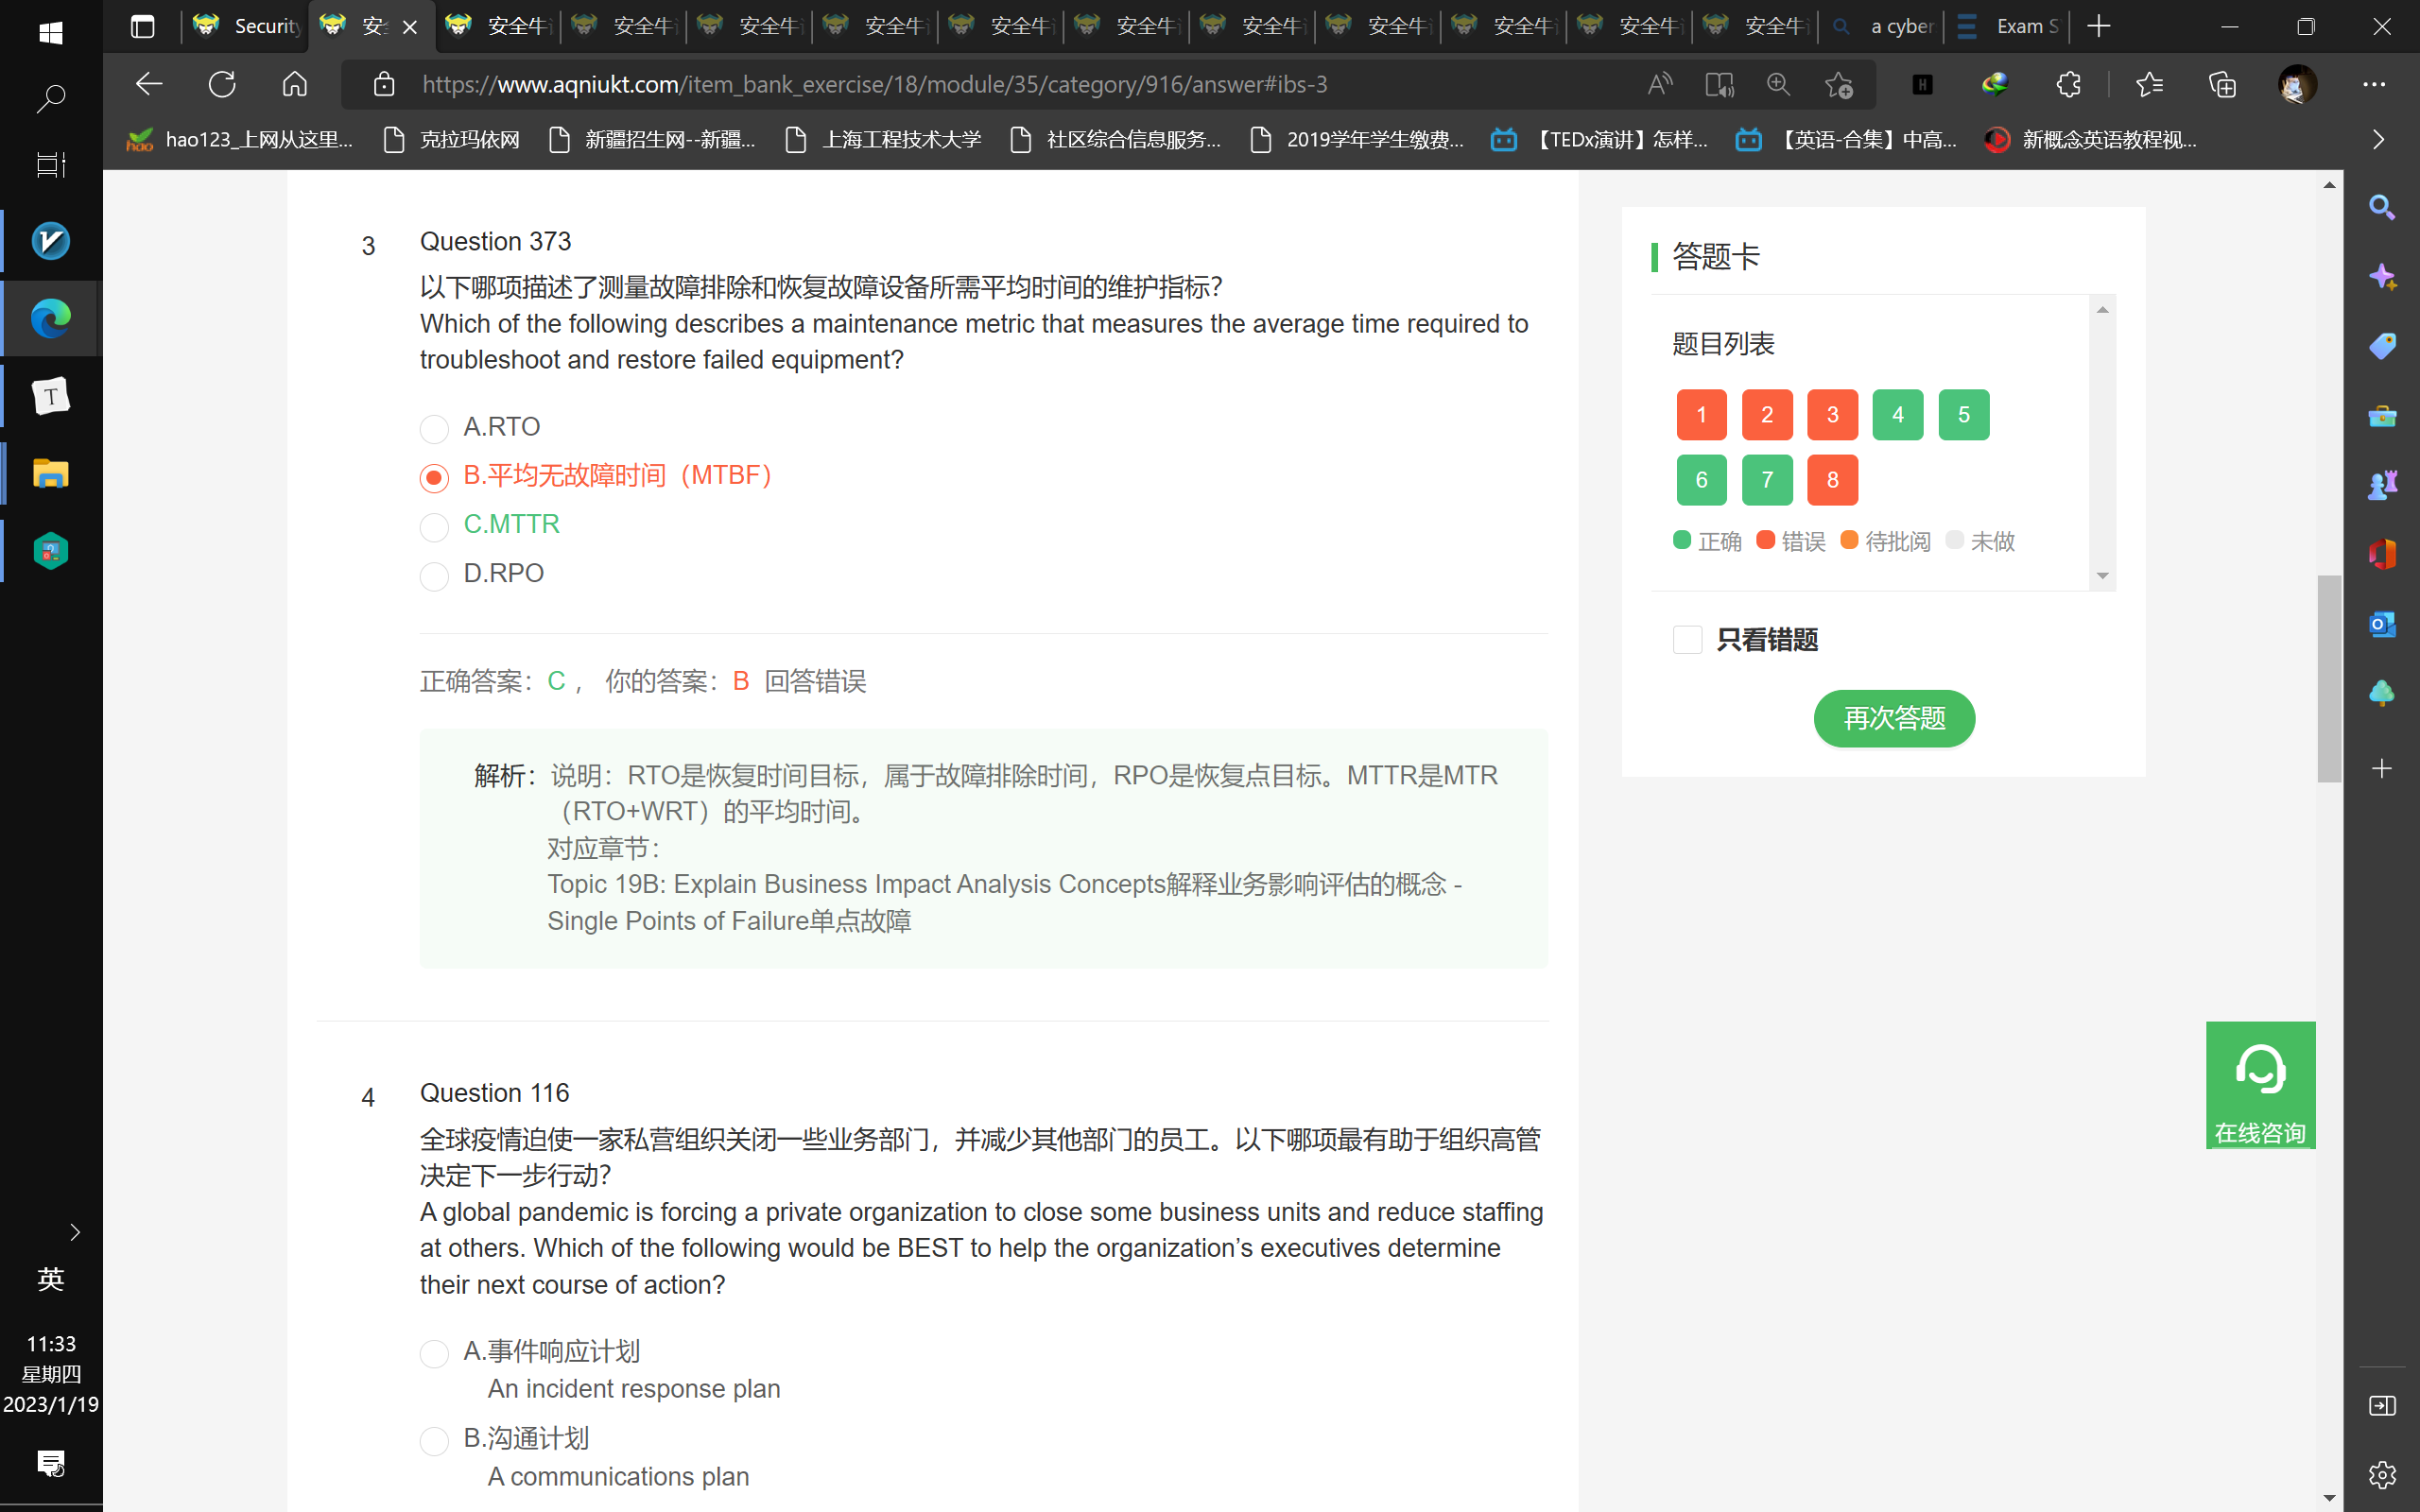 Security
安全
安全牛
安全牛
安全牛
安全牛
安全牛
安全牛
安全牛
安全牛
安全牛
安全牛
安全牛
a cyber
Exam S
https://www.aqniukt.com/item_bank_exercise/18/module/35/category/916/answer#ibs-3
hao123_上网从这里...
克拉玛依网
新疆招生网--新疆...
上海工程技术大学
社区综合信息服务...
2019学年学生缴费...
【TEDx演讲】怎样...
【英语-合集】中高...
新概念英语教程视...
3
Question 373
以下哪项描述了测量故障排除和恢复故障设备所需平均时间的维护指标？
Which of the following describes a maintenance metric that measures the average time required to
troubleshoot and restore failed equipment?
A.RTO
B.平均无故障时间（MTBF）
C.MTTR
D.RPO
正确答案：C ， 你的答案：B 回答错误
解析：说明：RTO是恢复时间目标，属于故障排除时间，RPO是恢复点目标。MTTR是MTR
（RTO+WRT）的平均时间。
对应章节：
Topic 19B: Explain Business Impact Analysis Concepts解释业务影响评估的概念 -
Single Points of Failure单点故障
4
Question 116
全球疫情迫使一家私营组织关闭一些业务部门，并减少其他部门的员工。以下哪项最有助于组织高管
决定下一步行动？
A global pandemic is forcing a private organization to close some business units and reduce staffing
at others. Which of the following would be BEST to help the organization’s executives determine
their next course of action?
A.事件响应计划
An incident response plan
B.沟通计划
A communications plan
答题卡
题目列表
1 2 3 4 5
6 7 8
正确 错误 待批阅 未做
只看错题
再次答题
在线咨询
英
11:33
星期四
2023/1/19